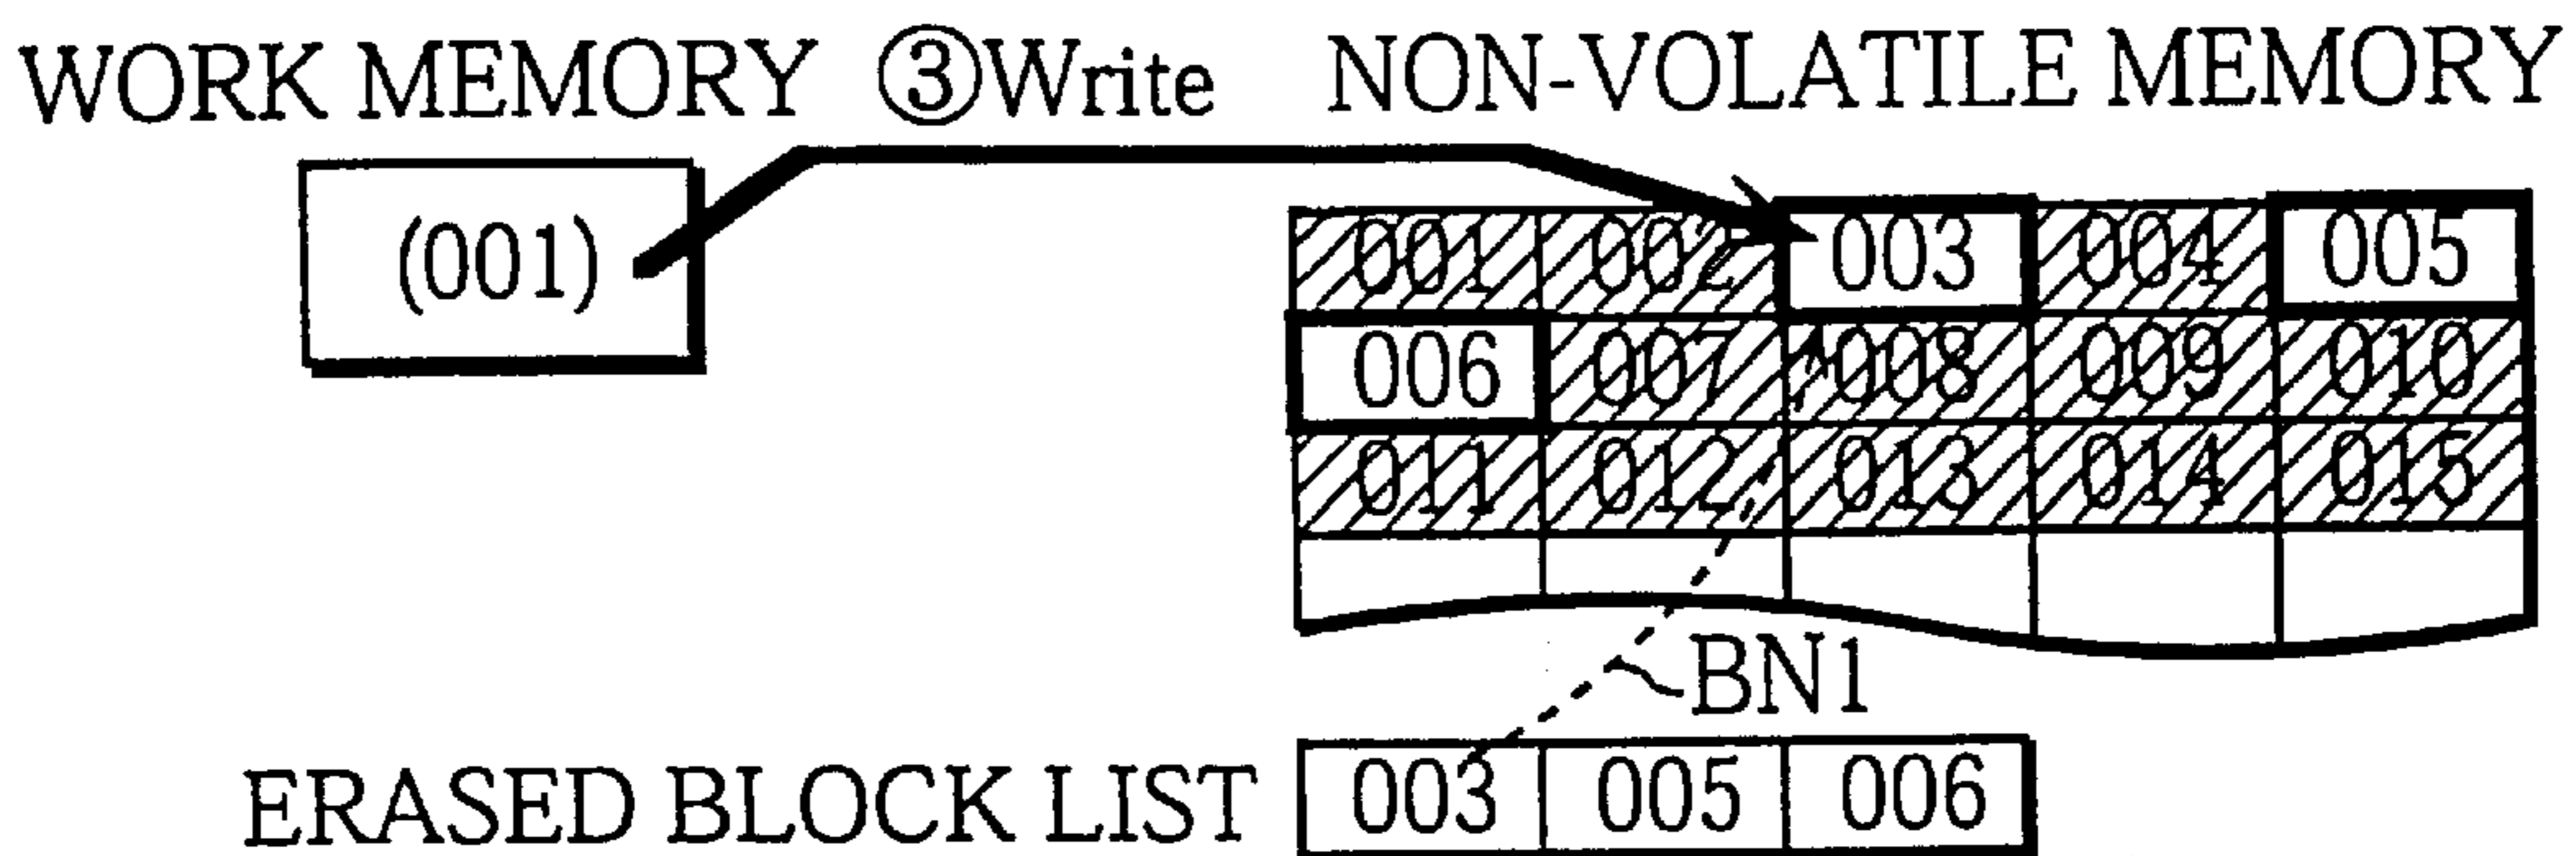 WORK MEMORY ③Write NON-VOLATILE MEMORY
(001)
001 002 003 004 005
006 007 008 009 010
011 012 013 014 015
BN1
ERASED BLOCK LIST 003 005 006